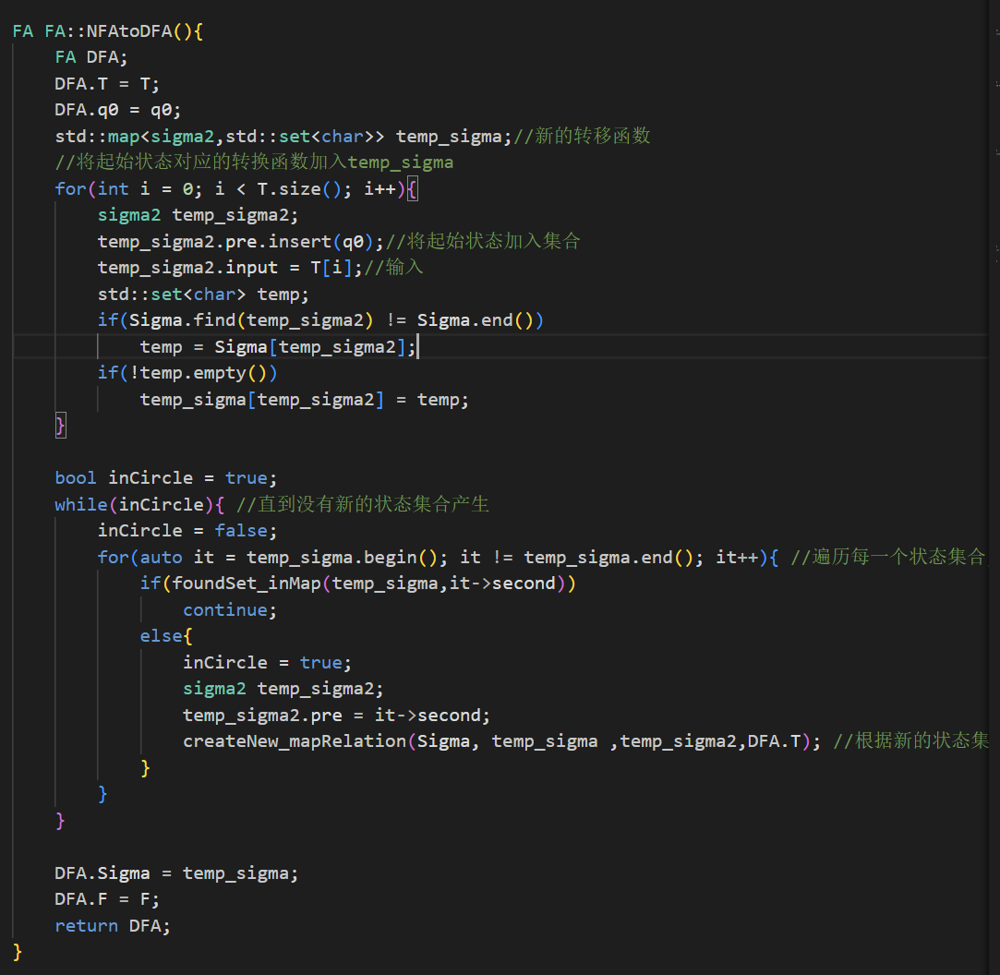 FA FA::NFAtoDFA(){
    FA DFA;
    DFA.T = T;
    DFA.q0 = q0;
    std::map<sigma2,std::set<char>> temp_sigma;//新的转移函数
    //将起始状态对应的转换函数加入temp_sigma
    for(int i = 0; i < T.size(); i++){
        sigma2 temp_sigma2;
        temp_sigma2.pre.insert(q0);//将起始状态加入集合
        temp_sigma2.input = T[i];//输入
        std::set<char> temp;
        if(Sigma.find(temp_sigma2) != Sigma.end())
            temp = Sigma[temp_sigma2];
        if(!temp.empty())
            temp_sigma[temp_sigma2] = temp;
    }

    bool inCircle = true;
    while(inCircle){ //直到没有新的状态集合产生
        inCircle = false;
        for(auto it = temp_sigma.begin(); it != temp_sigma.end(); it++){ //遍历每一个状态集合
            if(foundSet_inMap(temp_sigma,it->second))
                continue;
            else{
                inCircle = true;
                sigma2 temp_sigma2;
                temp_sigma2.pre = it->second;
                createNew_mapRelation(Sigma, temp_sigma ,temp_sigma2,DFA.T); //根据新的状态集
            }
        }
    }

    DFA.Sigma = temp_sigma;
    DFA.F = F;
    return DFA;
}